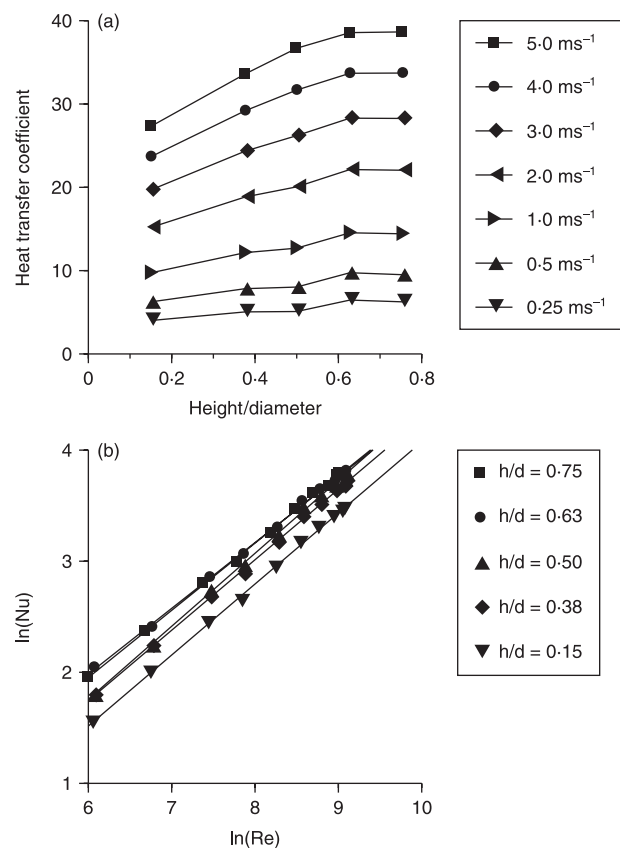 (a)
40
30
20
10
0
Heat transfer coefficient
0 0·2 0·4 0·6 0·8
Height/diameter
5·0 ms⁻¹
4·0 ms⁻¹
3·0 ms⁻¹
2·0 ms⁻¹
1·0 ms⁻¹
0·5 ms⁻¹
0·25 ms⁻¹
(b)
4
3
2
1
ln(Nu)
6 7 8 9 10
ln(Re)
h/d = 0·75
h/d = 0·63
h/d = 0·50
h/d = 0·38
h/d = 0·15